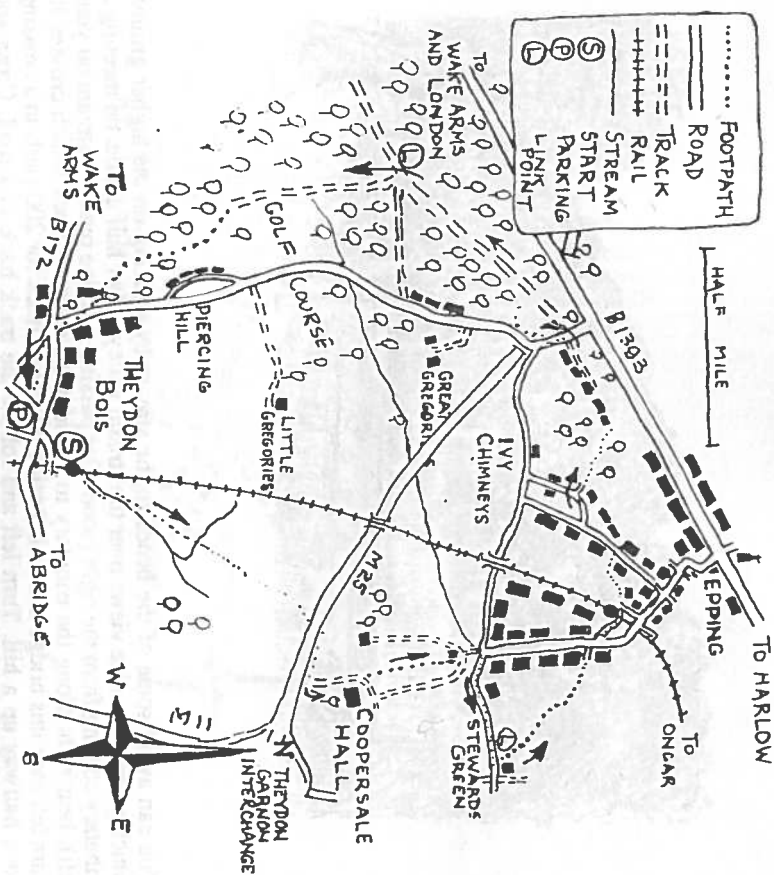 FOOTPATH
ROAD
TRACK
RAIL
STREAM
Ⓢ START
Ⓟ PARKING
Ⓛ LINK
POINT
HALF MILE
TO
WAKE ARMS
AND LONDON
B1393
TO HARLOW
EPPING
TO
ONGAR
IVY
CHIMNEYS
STEWARDS
GREEN
L
L
GREAT
GREGORIES
LITTLE
GREGORIES
GOLF COURSE
PIERCING
HILL
THEYDON
BOIS
TO
WAKE
ARMS
B172
P
S
TO
ABRIDGE
M25
COOPERSALE
HALL
THEYDON
GARNON
INTERCHANGE
M11
N
W
E
S